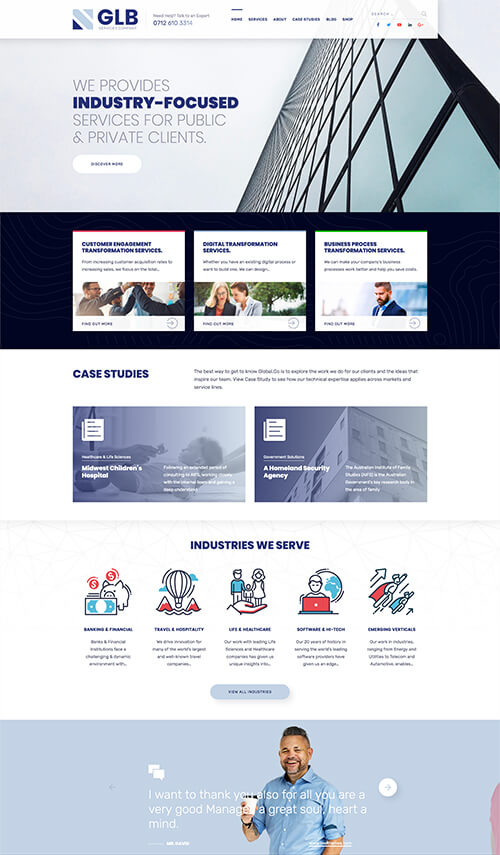 GLB
SERVICES COMPANY
Need Help? Talk to an Expert
0712 610 3314
HOME SERVICES ABOUT CASE STUDIES BLOG SHOP
SEARCH ...
WE PROVIDES
INDUSTRY-FOCUSED
SERVICES FOR PUBLIC
& PRIVATE CLIENTS.
DISCOVER MORE
CUSTOMER ENGAGEMENT
TRANSFORMATION SERVICES.
From increasing customer acquisition rates to
increasing sales, we focus on the total...
FIND OUT MORE
DIGITAL TRANSFORMATION
SERVICES.
Whether you have an existing digital process or
want to build one. We can design...
FIND OUT MORE
BUSINESS PROCESS
TRANSFORMATION SERVICES.
We can make your company's business
processes work better and help you save costs.
FIND OUT MORE
CASE STUDIES
The best way to get to know Global.Co is to explore the work we do for our clients and the ideas that
inspire our team. View Case Study to see how our technical expertise applies across markets and
service lines.
Healthcare & Life Sciences
Midwest Children's
Hospital
Following an extended period of
consulting to AIFS, working closely
with the internal team and gaining a
deep understand
Government Solutions
A Homeland Security
Agency
The Australian Institute of Family
Studies (AIFS) is the Australian
Government's key research body in
the area of family
INDUSTRIES WE SERVE
BANKING & FINANCIAL
Banks & Financial
Institutions face a
challenging & dynamic
environment with...
TRAVEL & HOSPITALITY
We drive innovation for
many of the world's largest
and well-known travel
companies...
LIFE & HEALTHCARE
Our work with leading Life
Sciences and Healthcare
companies has given us
unique insights into...
SOFTWARE & HI-TECH
Our 20 years of history in
serving the world's leading
software providers have
given us an edge...
EMERGING VERTICALS
Our work in industries,
ranging from Energy and
Utilities to Telecom and
Automotive, enables...
VIEW ALL INDUSTRIES
I want to thank you also for all you are a
very good Manager, a great soul, heart a
mind.
MR. DAVID